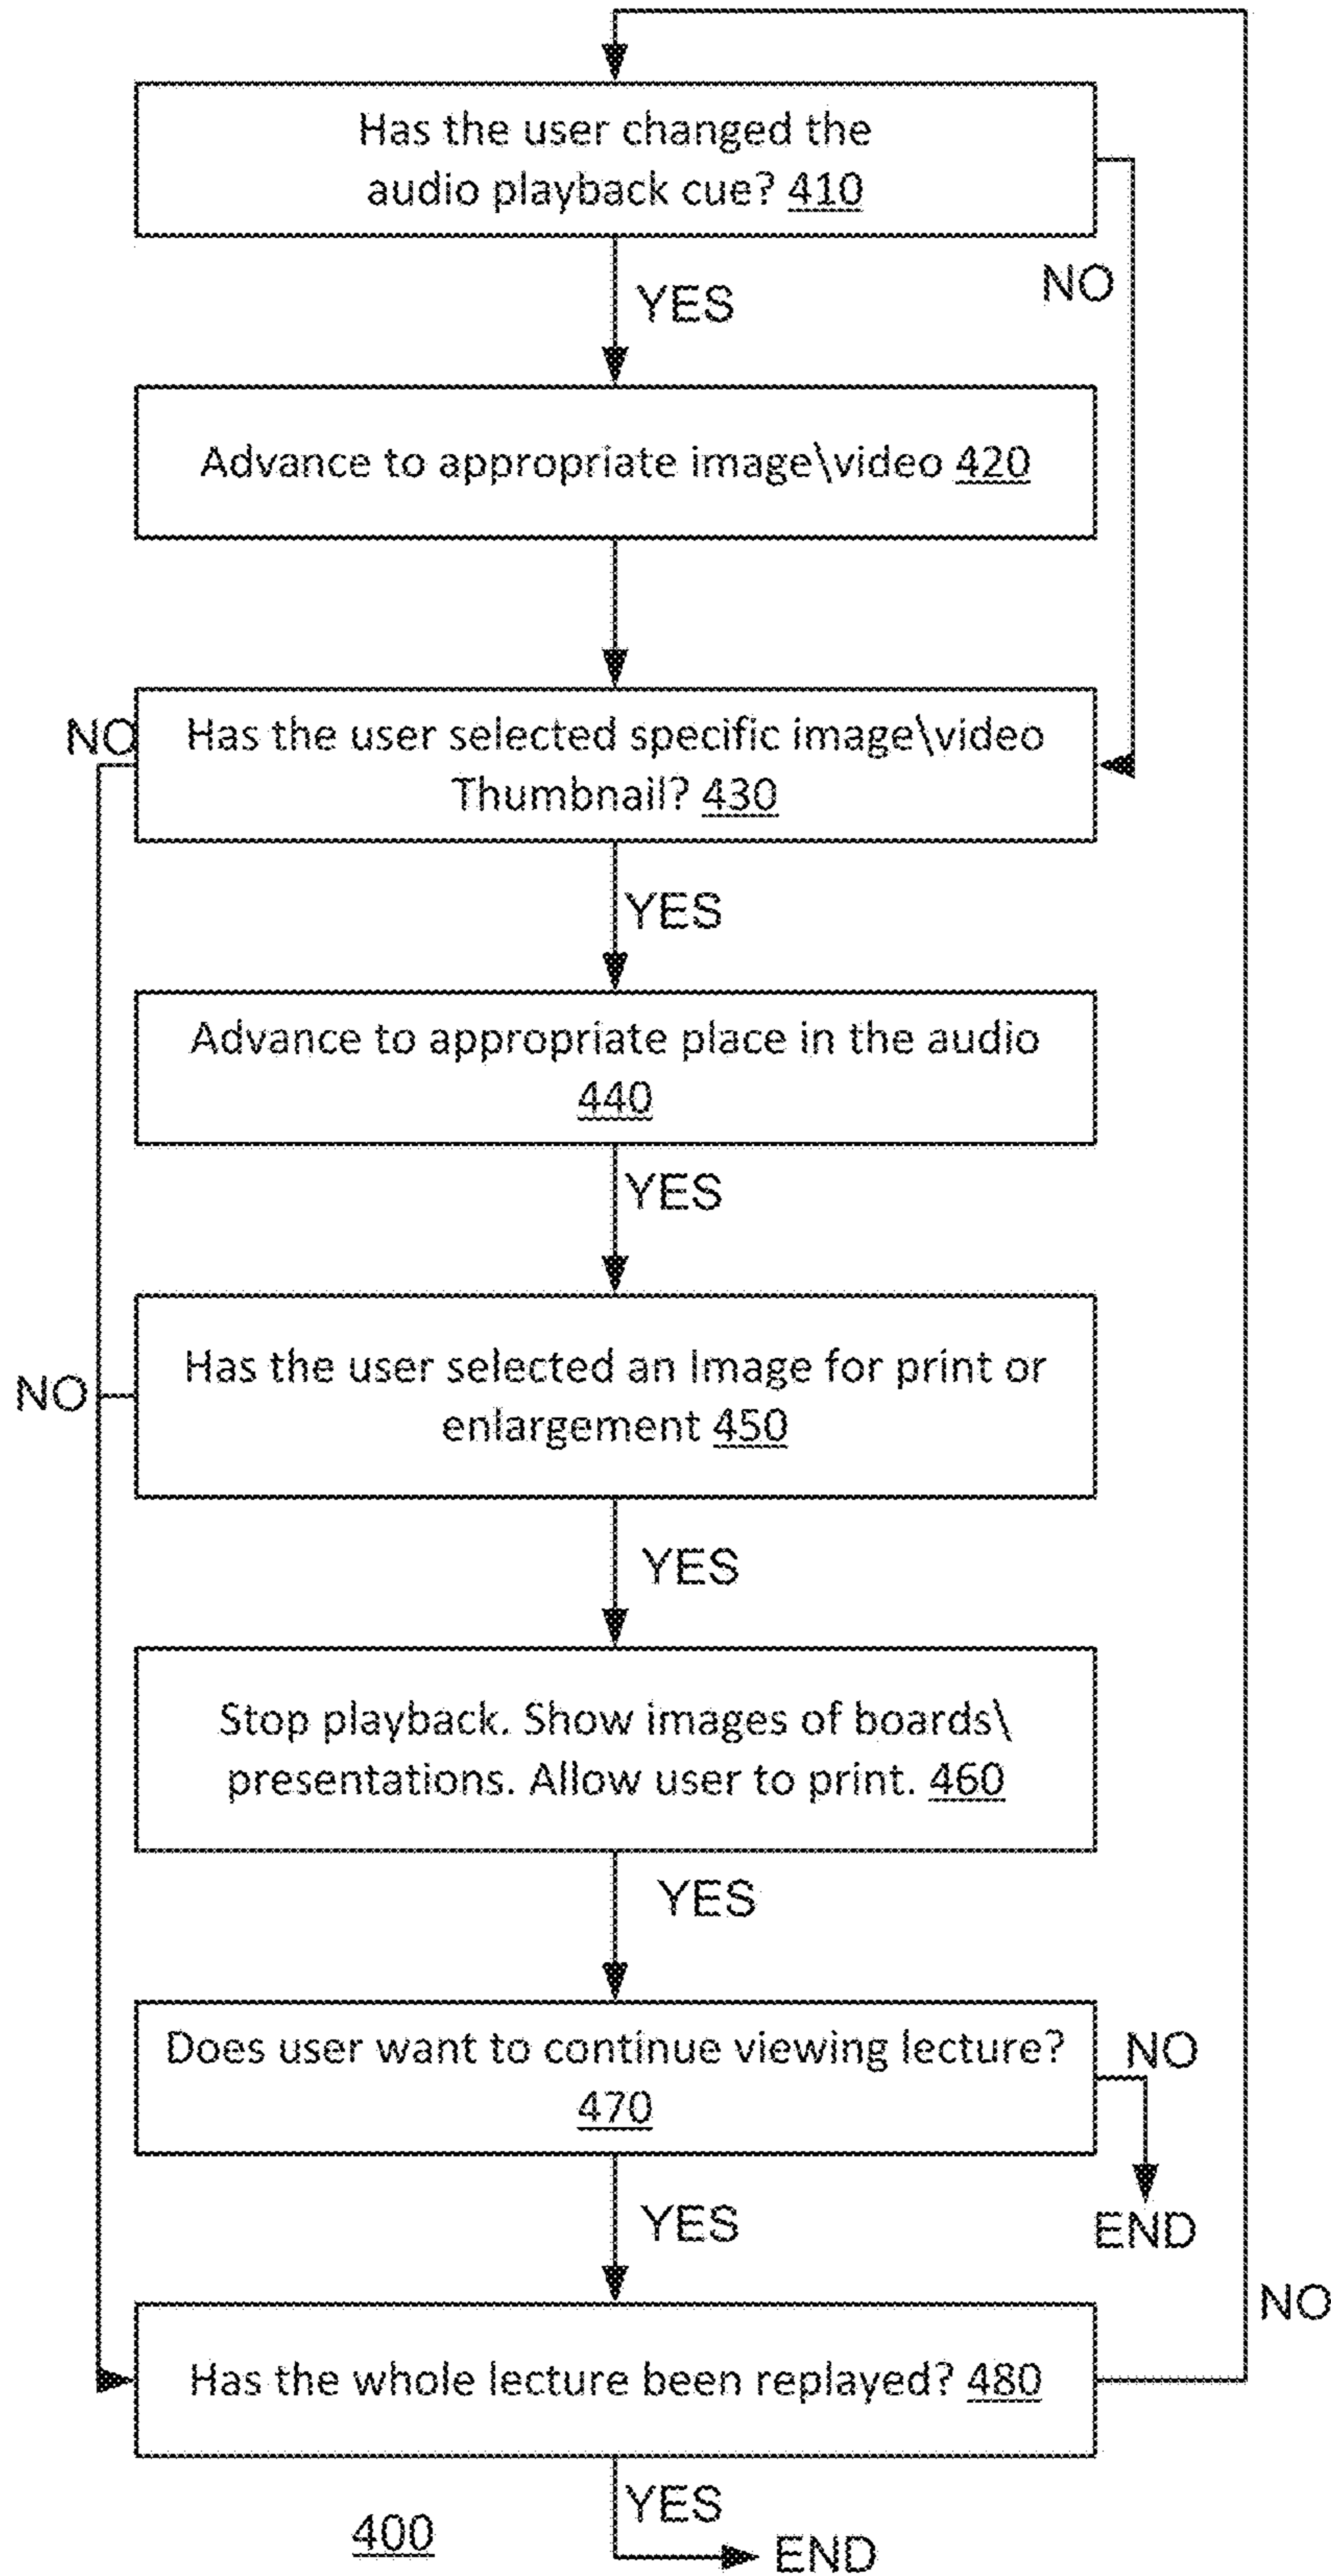 Has the user changed the
audio playback cue? 410
NO
YES
Advance to appropriate image\video 420
NO
Has the user selected specific image\video
Thumbnail? 430
YES
Advance to appropriate place in the audio
440
YES
Has the user selected an Image for print or
enlargement 450
NO
YES
Stop playback. Show images of boards\
presentations. Allow user to print. 460
YES
Does user want to continue viewing lecture?
470
NO
END
YES
NO
Has the whole lecture been replayed? 480
YES
END
400